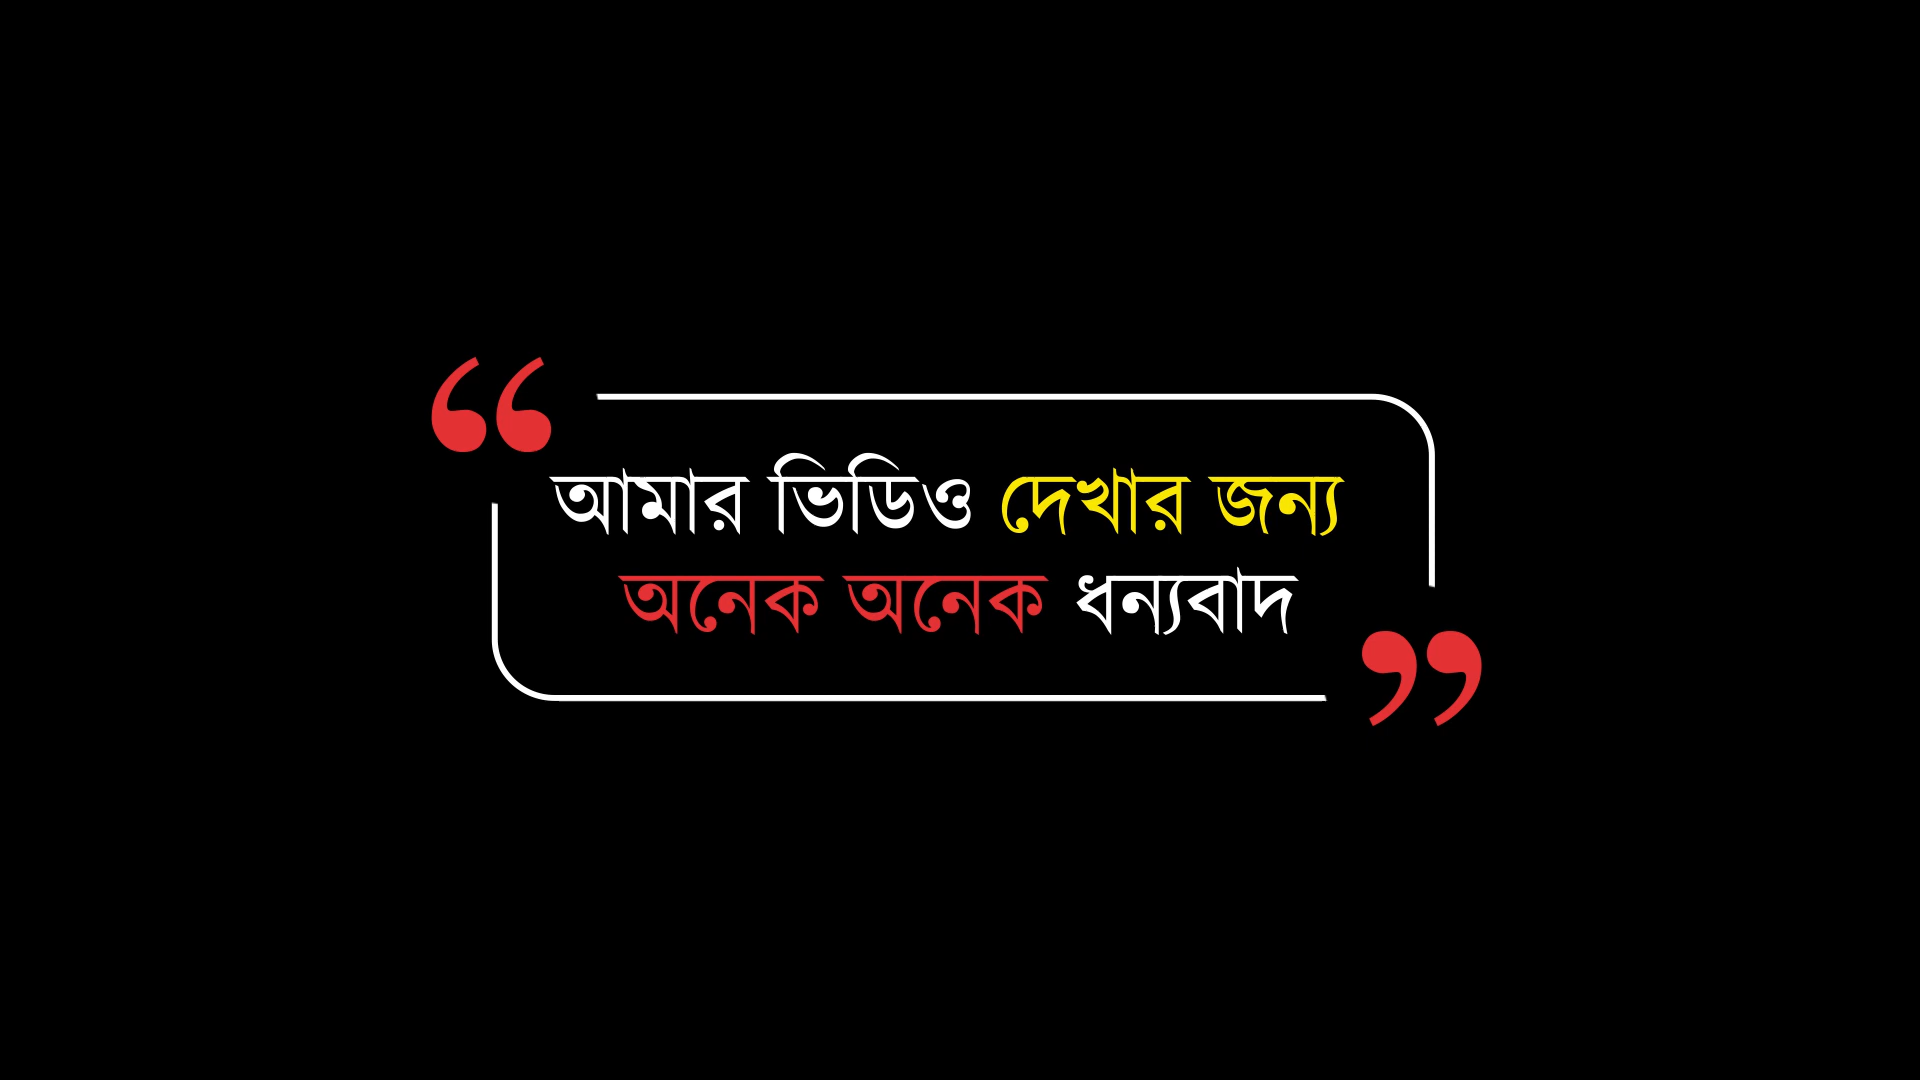 “
আমার ভিডিও দেখার জন্য
অনেক অনেক ধন্যবাদ
”